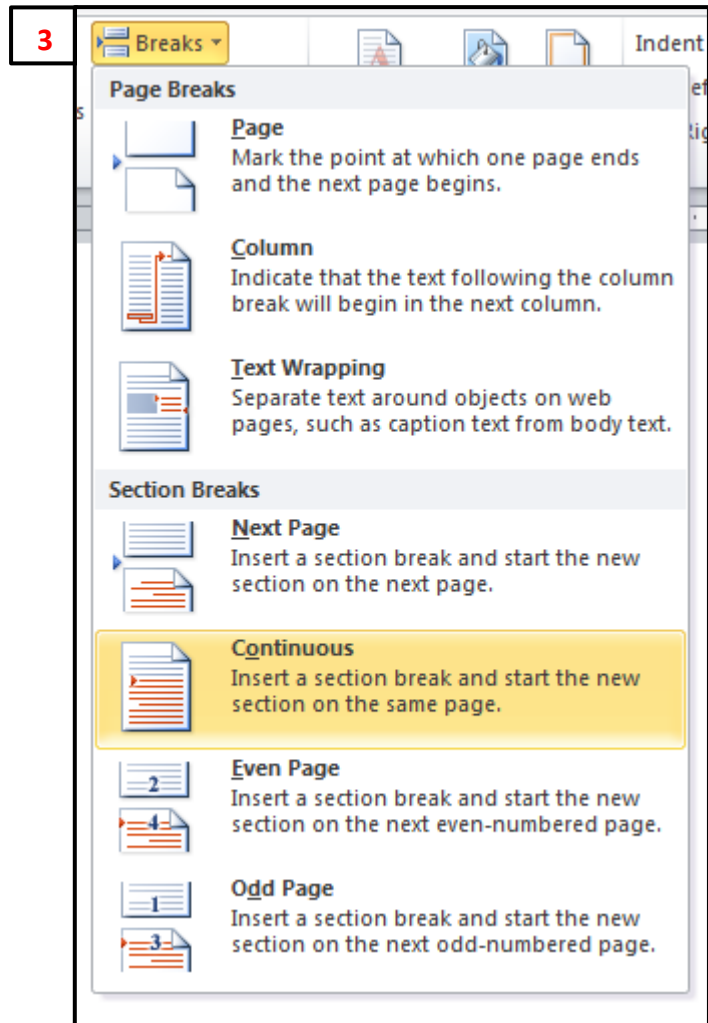 3
Breaks
Indent
Page Breaks
Page
Mark the point at which one page ends
and the next page begins.
Column
Indicate that the text following the column
break will begin in the next column.
Text Wrapping
Separate text around objects on web
pages, such as caption text from body text.
Section Breaks
Next Page
Insert a section break and start the new
section on the next page.
Continuous
Insert a section break and start the new
section on the same page.
2
Even Page
4
Insert a section break and start the new
section on the next even-numbered page.
1
Odd Page
3
Insert a section break and start the new
section on the next odd-numbered page.